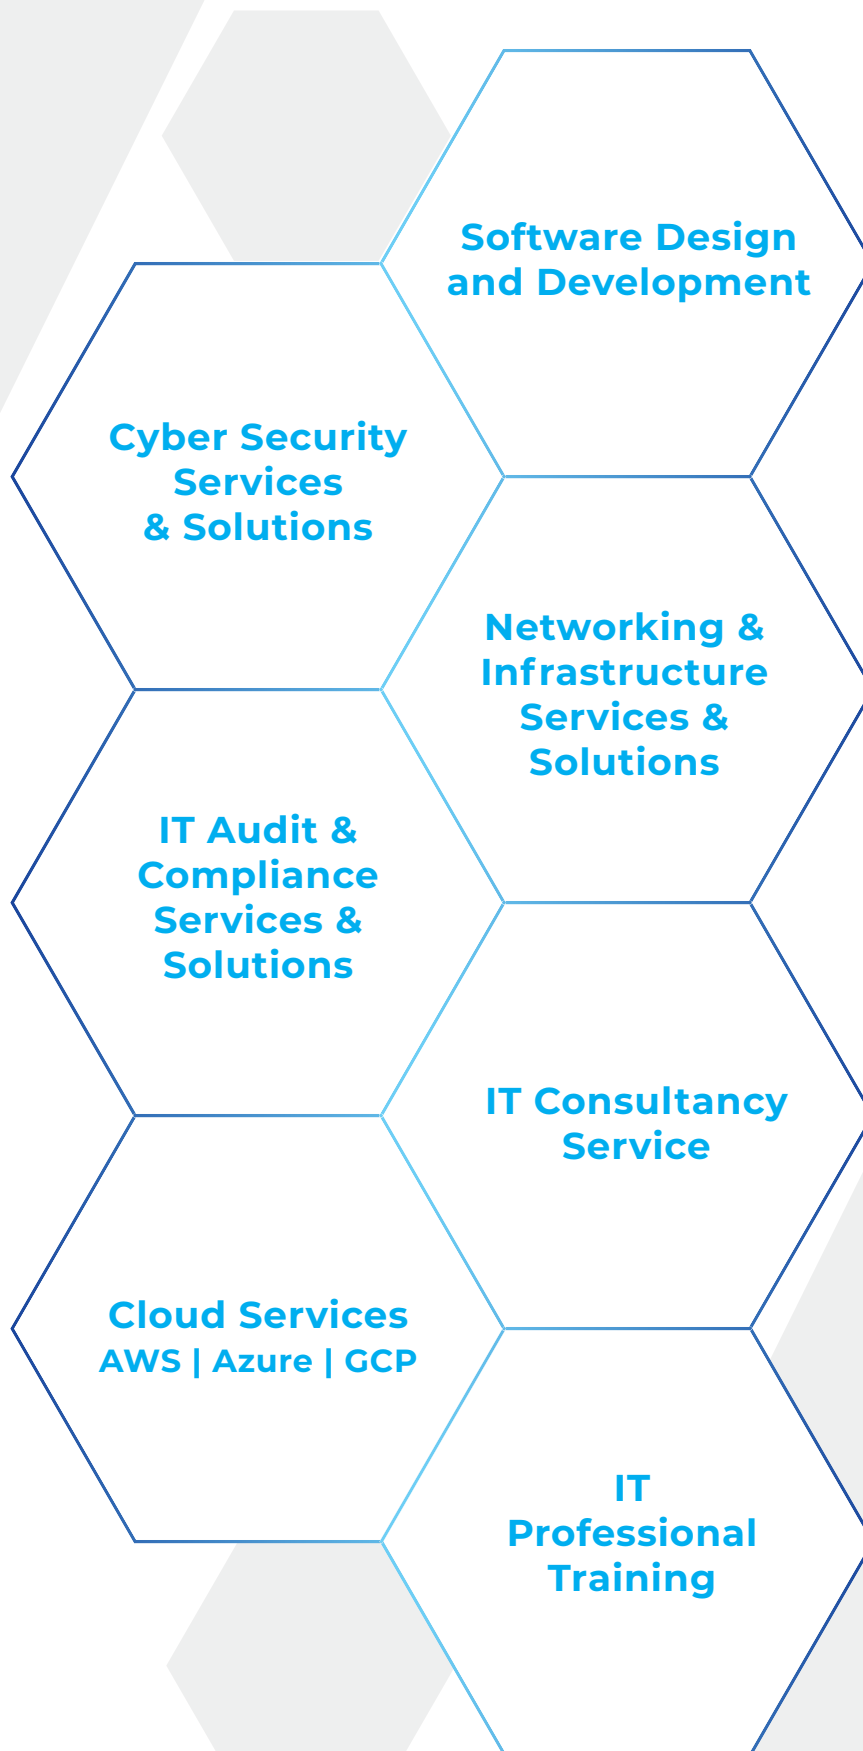 Software Design
and Development
Cyber Security
Services
& Solutions
Networking &
Infrastructure
Services &
Solutions
IT Audit &
Compliance
Services &
Solutions
IT Consultancy
Service
Cloud Services
AWS | Azure | GCP
IT
Professional
Training